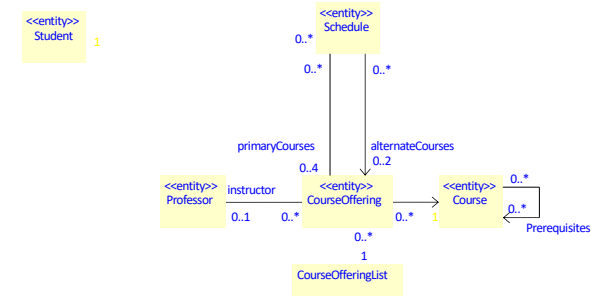 <<entity>>
Student
1
<<entity>>
Schedule
0..*
0..*
0..*
primaryCourses
alternateCourses
0..4
0..2
<<entity>>
Professor
instructor
0..1
0..*
<<entity>>
CourseOffering
0..*
1
<<entity>>
Course
0..*
0..*
Prerequisites
0..*
1
CourseOfferingList